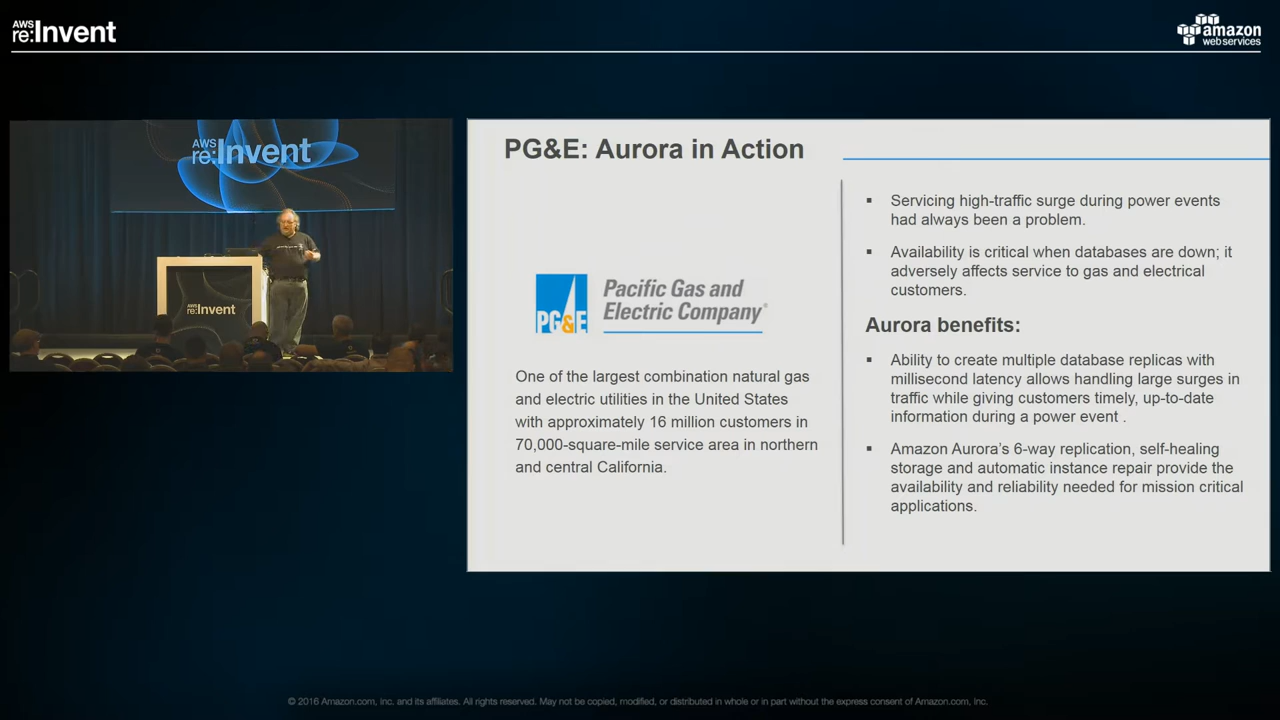 AWS
re:Invent
amazon
web services
AWS
re:Invent
AWS
re:Invent
PG&E: Aurora in Action
PG&E
Pacific Gas and
Electric Company®
One of the largest combination natural gas
and electric utilities in the United States
with approximately 16 million customers in
70,000-square-mile service area in northern
and central California.
▪ Servicing high-traffic surge during power events
had always been a problem.
▪ Availability is critical when databases are down; it
adversely affects service to gas and electrical
customers.
Aurora benefits:
▪ Ability to create multiple database replicas with
millisecond latency allows handling large surges in
traffic while giving customers timely, up-to-date
information during a power event .
▪ Amazon Aurora's 6-way replication, self-healing
storage and automatic instance repair provide the
availability and reliability needed for mission critical
applications.
© 2016 Amazon.com, Inc. and its affiliates. All rights reserved. May not be copied, modified, or distributed in whole or in part without the express consent of Amazon.com, Inc.